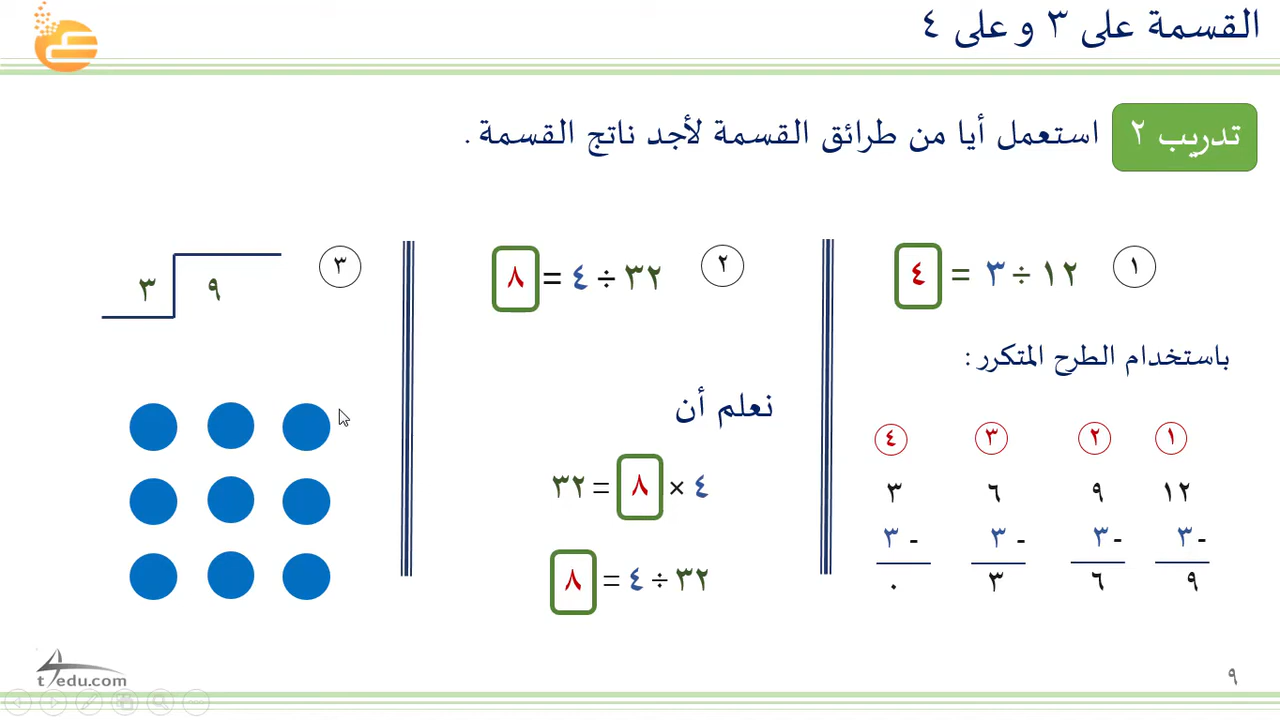 القسمة على ٣ و على ٤
تدريب ٢
استعمل أيا من طرائق القسمة لأجد ناتج القسمة .
١
١٢ ÷ ٣ = ٤
باستخدام الطرح المتكرر :
١ ٢ ٣ ٤
١٢ ٩ ٦ ٣
- ٣ - ٣ - ٣ - ٣
٩ ٦ ٣ ٠
٢
٣٢ ÷ ٤ = ٨
نعلم أن
٤ × ٨ = ٣٢
٣٢ ÷ ٤ = ٨
٣
٩ ٣
t4edu.com
٩